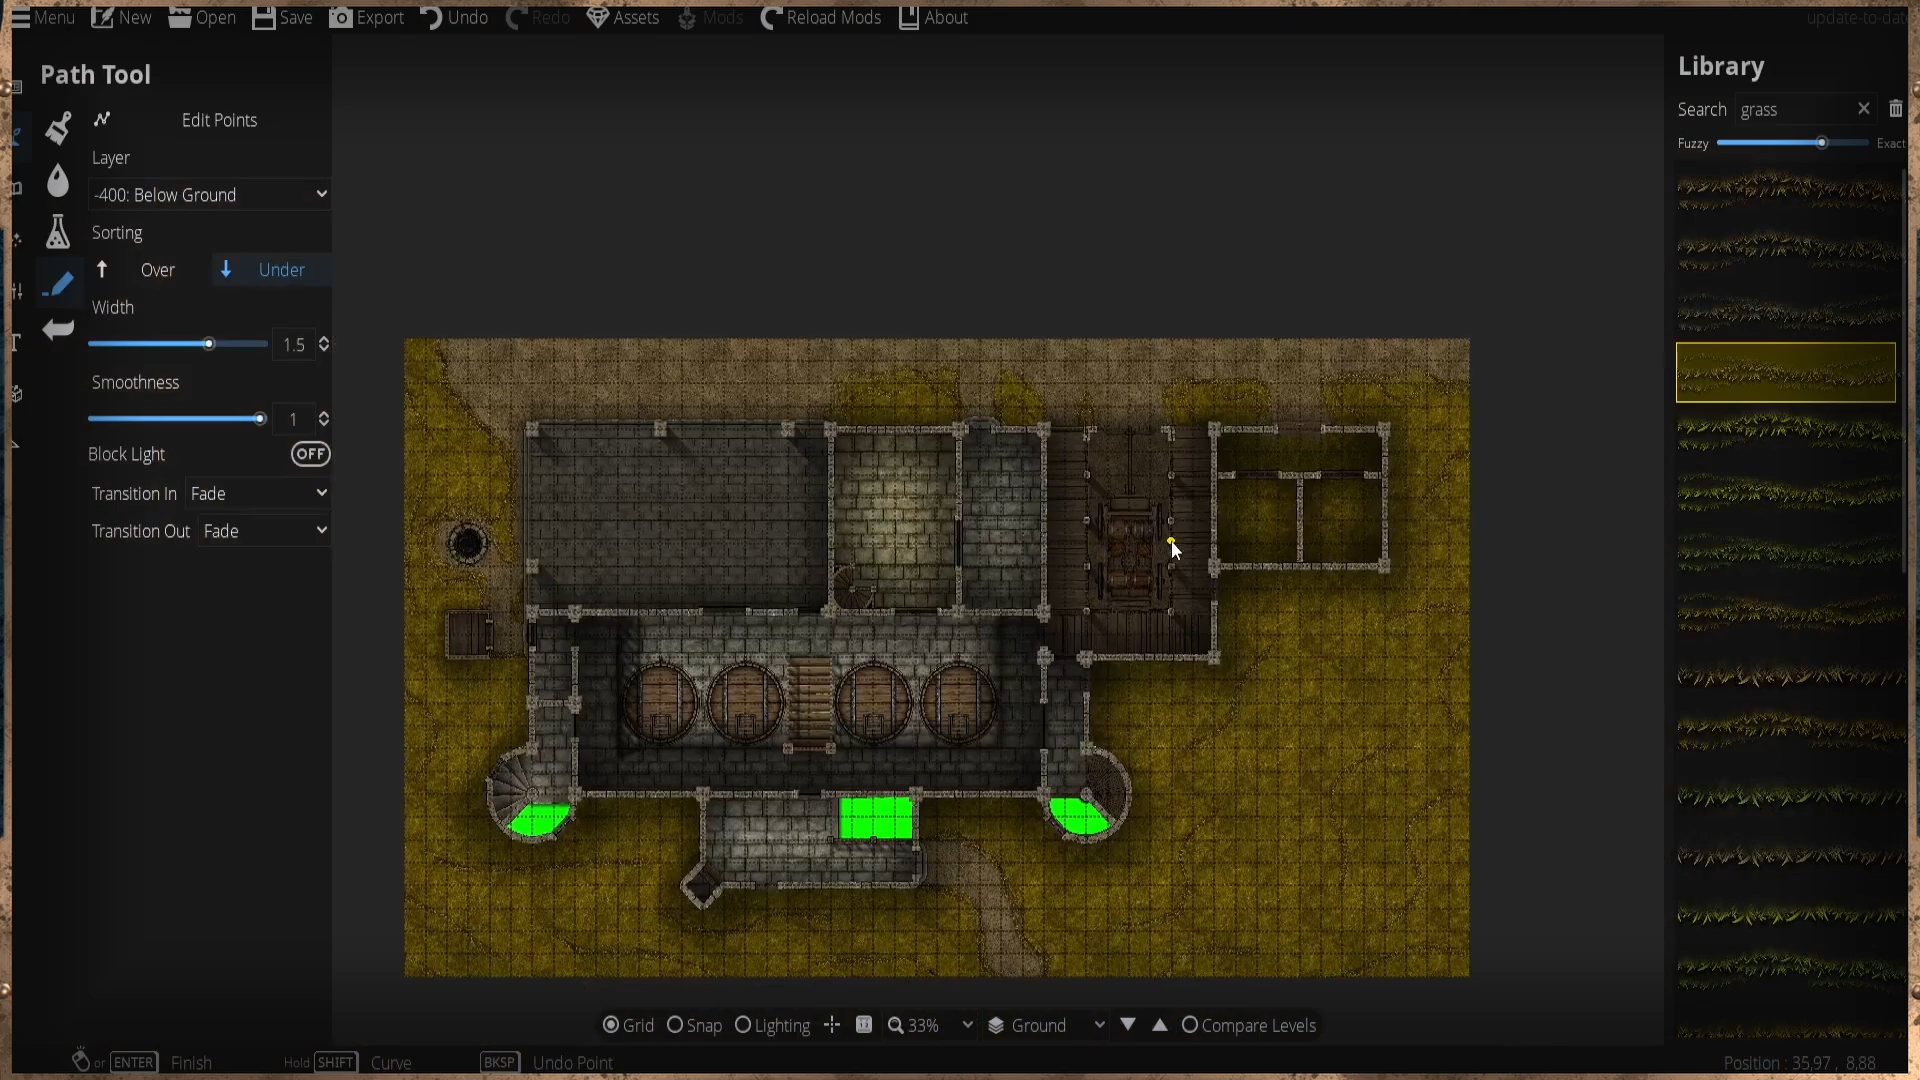 Menu New Open Save Export Undo Redo Assets Mods Reload Mods About update-to-dat
Path Tool
Edit Points
Layer
-400: Below Ground
Sorting
Over Under
Width
1.5
Smoothness
1
Block Light OFF
Transition In Fade
Transition Out Fade
Library
Search grass
Fuzzy Exact
Grid Snap Lighting 33% Ground Compare Levels
or ENTER Finish Hold SHIFT Curve BKSP Undo Point Position : 35,97 , 8,88